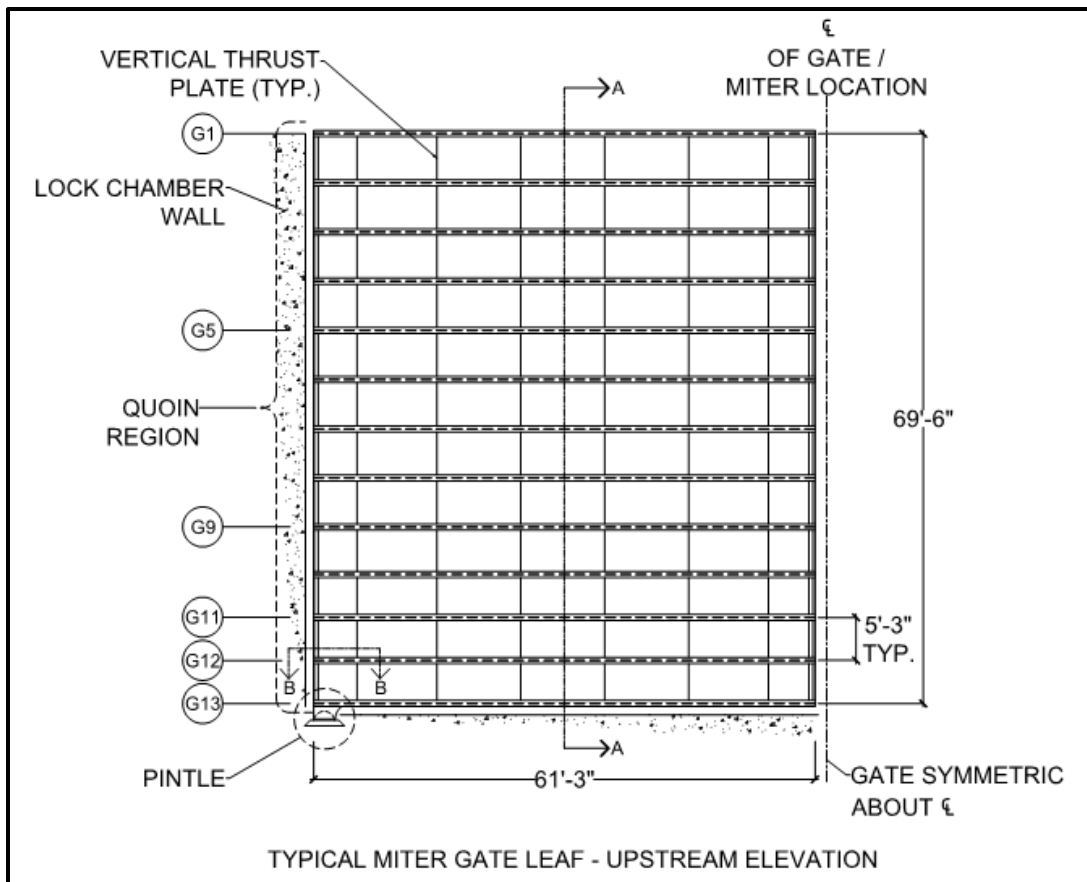 VERTICAL THRUST
PLATE (TYP.)
℄
OF GATE /
MITER LOCATION
A
G1
LOCK CHAMBER
WALL
G5
QUOIN
REGION
69'-6"
G9
G11
5'-3"
TYP.
G12
B
B
G13
A
PINTLE
61'-3"
GATE SYMMETRIC
ABOUT ℄
TYPICAL MITER GATE LEAF - UPSTREAM ELEVATION